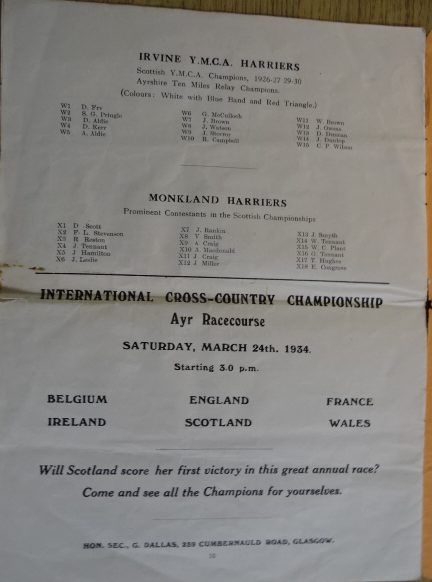 IRVINE Y.M.C.A. HARRIERS
Scottish Y.M.C.A. Champions, 1926-27 29-30
Ayrshire Ten Miles Relay Champions.
(Colours: White with Blue Band and Red Triangle.)
W1 D. Fry
W2 S. G. Pringle
W3 D. Aldie
W4 D. Kerr
W5 A. Aldie
W6 G. McCulloch
W7 J. Brown
W8 J. Watson
W9 J.
W10 R. Campbell
W11 W. Brown
W12 J. Owens
W13 D. Duncan
W14 J. Dunlop
W15 C. P. Wilson
MONKLAND HARRIERS
Prominent Contestants in the Scottish Championships
X1 D Scott
X2 P. L. Stevenson
X3 R Reston
X4 J Tennant
X5 J Hamilton
X6 J. Leslie
X7 J. Rankin
X8 V Smith
X9 A. Craig
X10 A Macdonald
X11 J Craig
X12 J Miller
X13 J. Smyth
X14 W. Tennant
X15 W. C. Plant
X16 G. Tennant
X17 T. Hughes
X18 E. Cosgrove
INTERNATIONAL CROSS-COUNTRY CHAMPIONSHIP
Ayr Racecourse
SATURDAY, MARCH 24th. 1934.
Starting 3.0 p.m.
BELGIUM ENGLAND FRANCE
IRELAND SCOTLAND WALES
Will Scotland score her first victory in this great annual race?
Come and see all the Champions for yourselves.
HON. SEC., G. DALLAS, 259 CUMBERNAULD ROAD, GLASGOW.